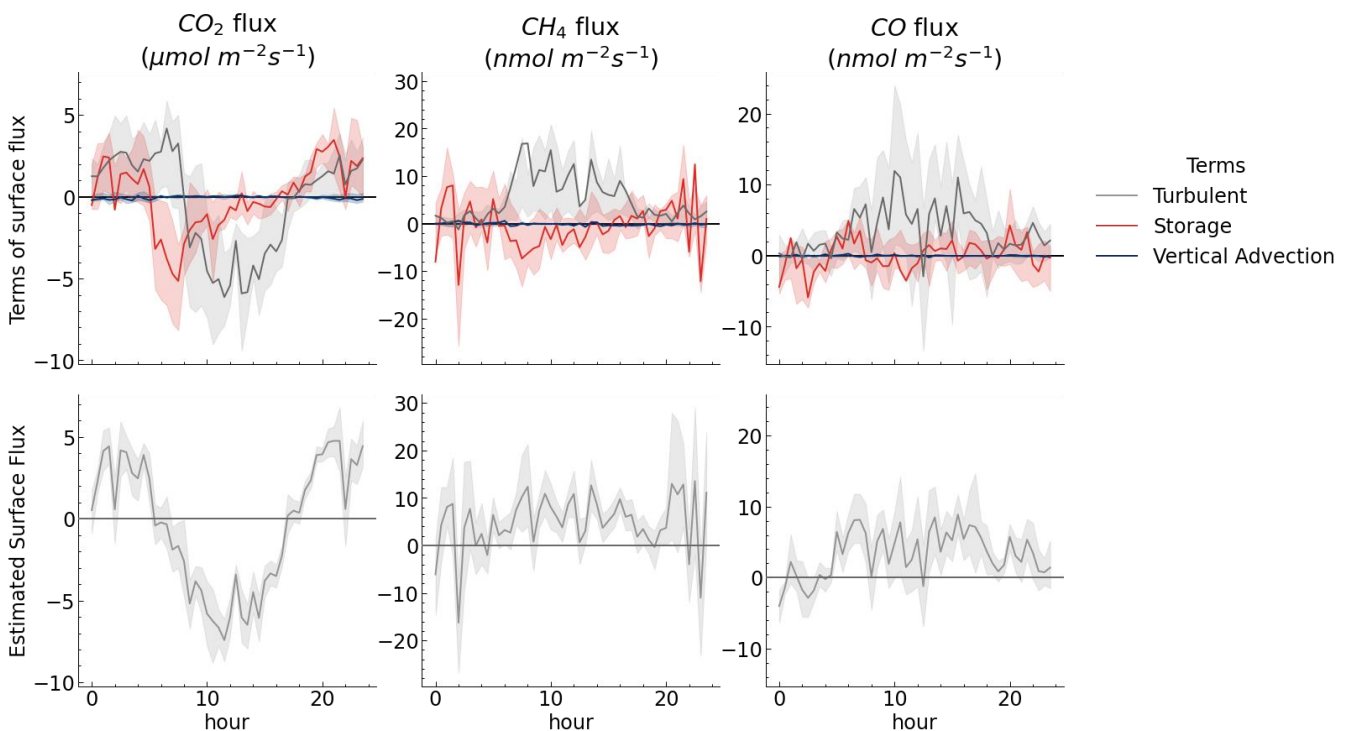 CO₂ flux
(μmol m⁻²s⁻¹)
CH₄ flux
(nmol m⁻²s⁻¹)
CO flux
(nmol m⁻²s⁻¹)
Terms of surface flux
5
0
−5
−10
30
20
10
0
−10
−20
20
10
0
−10
Terms
Turbulent
Storage
Vertical Advection
Estimated Surface Flux
5
0
−5
−10
30
20
10
0
−10
−20
20
10
0
−10
0 10 20
hour
0 10 20
hour
0 10 20
hour